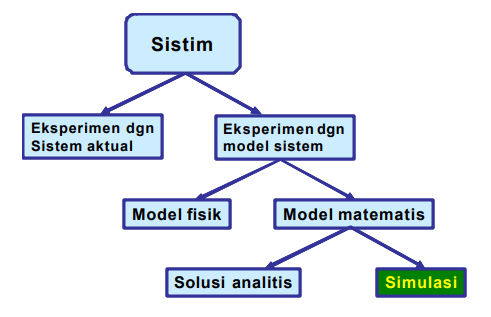 Sistim
Eksperimen dgn
Sistem aktual
Eksperimen dgn
model sistem
Model fisik
Model matematis
Solusi analitis
Simulasi